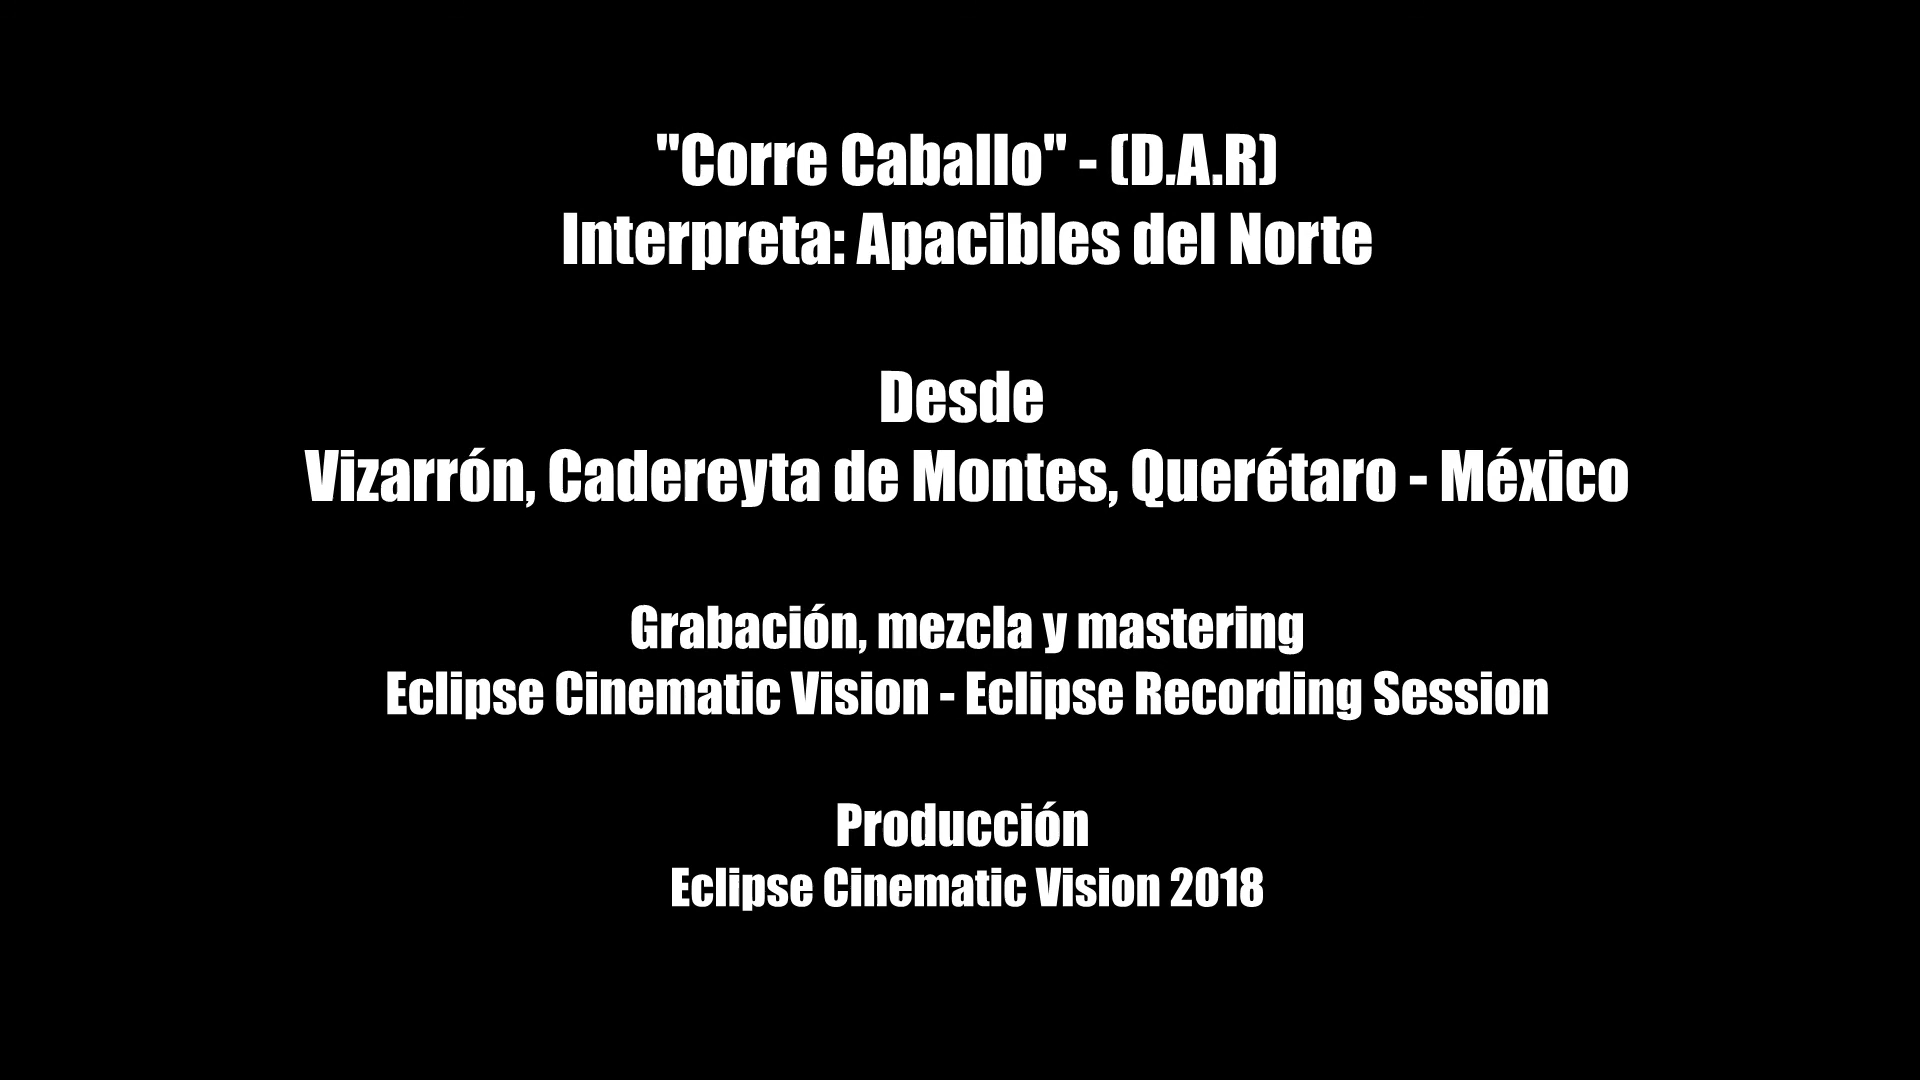 "Corre Caballo" - (D.A.R)
Interpreta: Apacibles del Norte
Desde
Vizarrón, Cadereyta de Montes, Querétaro - México
Grabación, mezcla y mastering
Eclipse Cinematic Vision - Eclipse Recording Session
Producción
Eclipse Cinematic Vision 2018